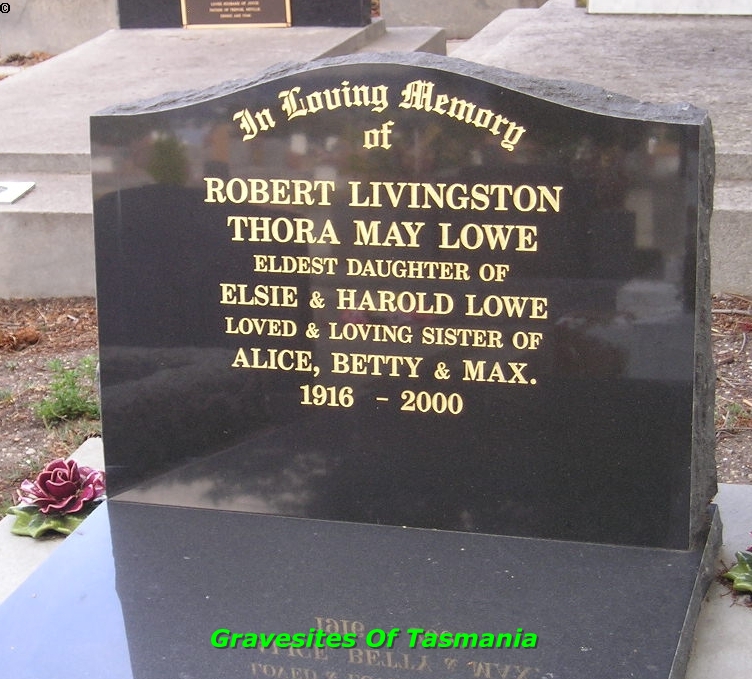 ©
In Loving Memory
of
ROBERT LIVINGSTON
THORA MAY LOWE
ELDEST DAUGHTER OF
ELSIE & HAROLD LOWE
LOVED & LOVING SISTER OF
ALICE, BETTY & MAX.
1916 - 2000
Gravesites Of Tasmania